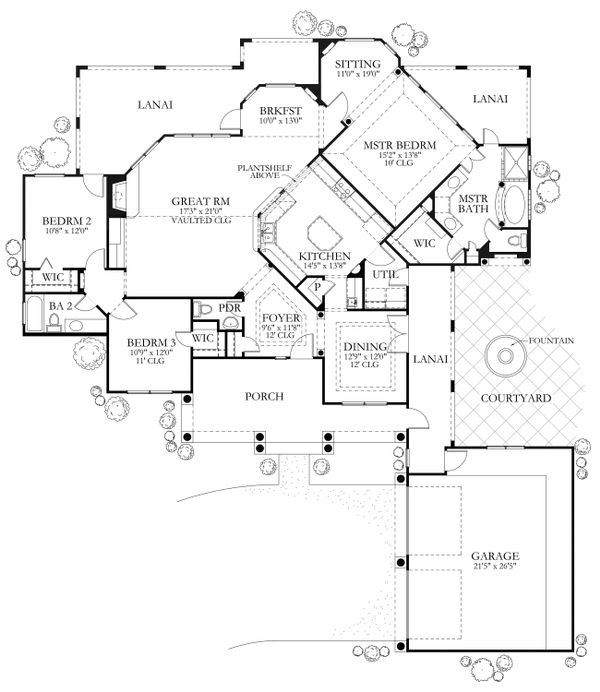 SITTING
11'0" x 19'0"
LANAI
LANAI
BRKFST
10'0" x 13'0"
MSTR BEDRM
15'2" x 13'8"
10' CLG
PLANTSHELF
ABOVE
MSTR
BATH
GREAT RM
17'3" x 21'0"
VAULTED CLG
BEDRM 2
10'8" x 12'0"
WIC
KITCHEN
14'5" x 13'8"
WIC
UTIL
P
BA 2
PDR
FOYER
9'6" x 11'8"
12' CLG
BEDRM 3
10'9" x 12'0"
11' CLG
WIC
DINING
12'9" x 12'0"
12' CLG
LANAI
FOUNTAIN
COURTYARD
PORCH
GARAGE
21'5" x 26'5"